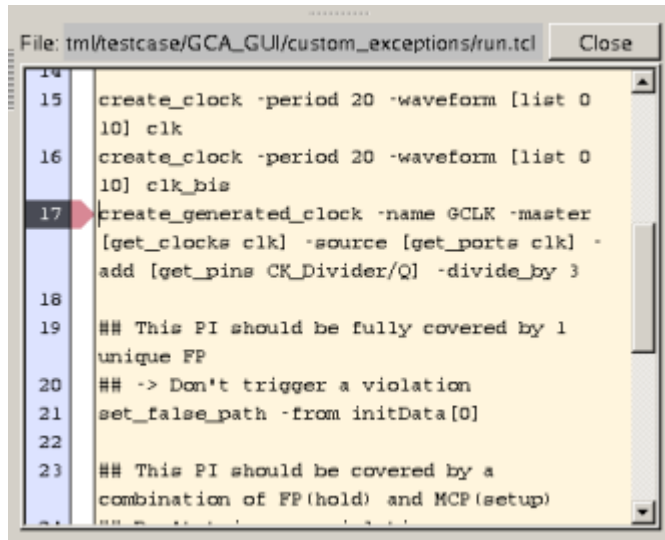 File: tml/testcase/GCA_GUI/custom_exceptions/run.tcl Close
14
15 create_clock -period 20 -waveform [list 0
10] clk
16 create_clock -period 20 -waveform [list 0
10] clk_bis
17 create_generated_clock -name GCLK -master
[get_clocks clk] -source [get_ports clk] -
add [get_pins CK_Divider/Q] -divide_by 3
18
19 ## This PI should be fully covered by 1
unique FP
20 ## -> Don't trigger a violation
21 set_false_path -from initData[0]
22
23 ## This PI should be covered by a
combination of FP(hold) and MCP(setup)